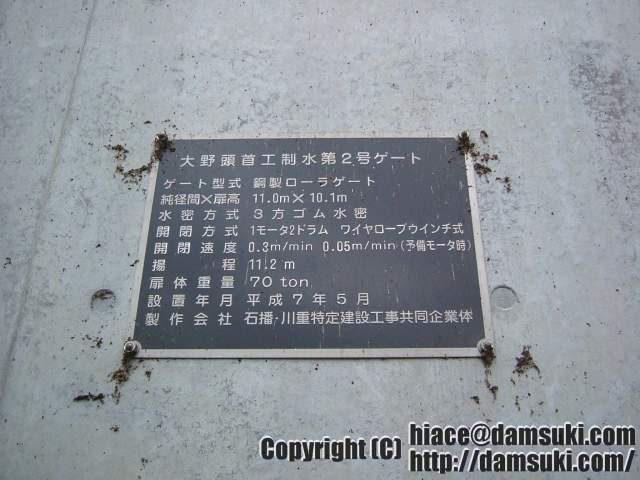 大野頭首工制水第2号ゲート
ゲート型式 鋼製ローラゲート
純径間×扉高 11.0m×10.1m
水密方式 3方ゴム水密
開閉方式 1モータ2ドラム ワイヤロープウインチ式
開閉速度 0.3m/min 0.05m/min(予備モータ時)
揚程 11.2 m
扉体重量 70 ton
設置年月 平成7年5月
製作会社 石播・川重特定建設工事共同企業体
Copyright (C) hiace@damsuki.com
http://damsuki.com/